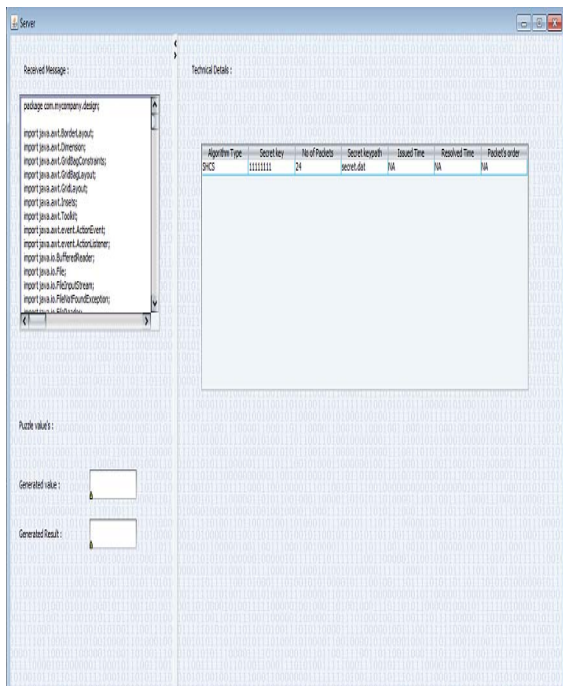 Server
Received Message :
package com.mycompany.design;
import java.awt.BorderLayout;
import java.awt.Dimension;
import java.awt.GridBagConstraints;
import java.awt.GridBagLayout;
import java.awt.GridLayout;
import java.awt.Insets;
import java.awt.Toolkit;
import java.awt.event.ActionEvent;
import java.awt.event.ActionListener;
import java.io.BufferedReader;
import java.io.File;
import java.io.FileInputStream;
import java.io.FileNotFoundException;
import java.io.FileReader;
Puzzle value's :
Generated value :
Generated Result :
Technical Details :
Algorithm Type Secret key No of Packets Secret keypath Issued Time Resolved Time Packet's order
SHCS 11111111 24 secret.dat NA NA NA